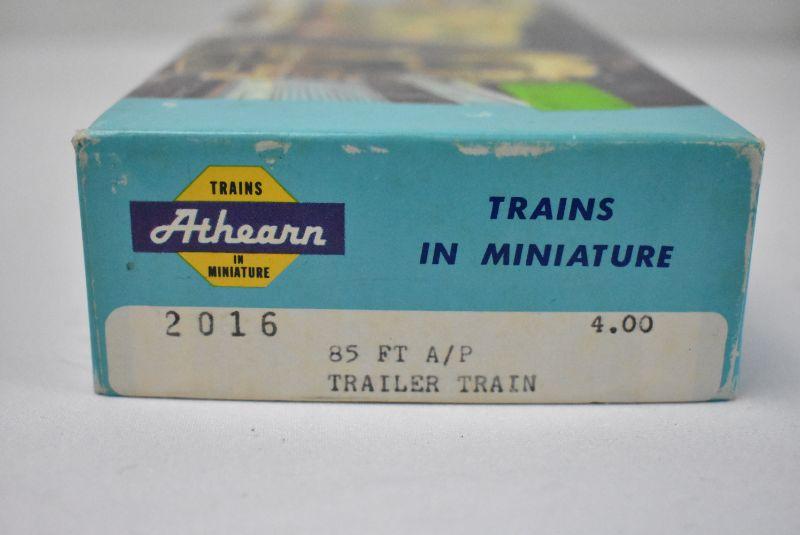 TRAINS
Athearn
IN
MINIATURE
TRAINS
IN MINIATURE
2016 4.00
85 FT A/P
TRAILER TRAIN